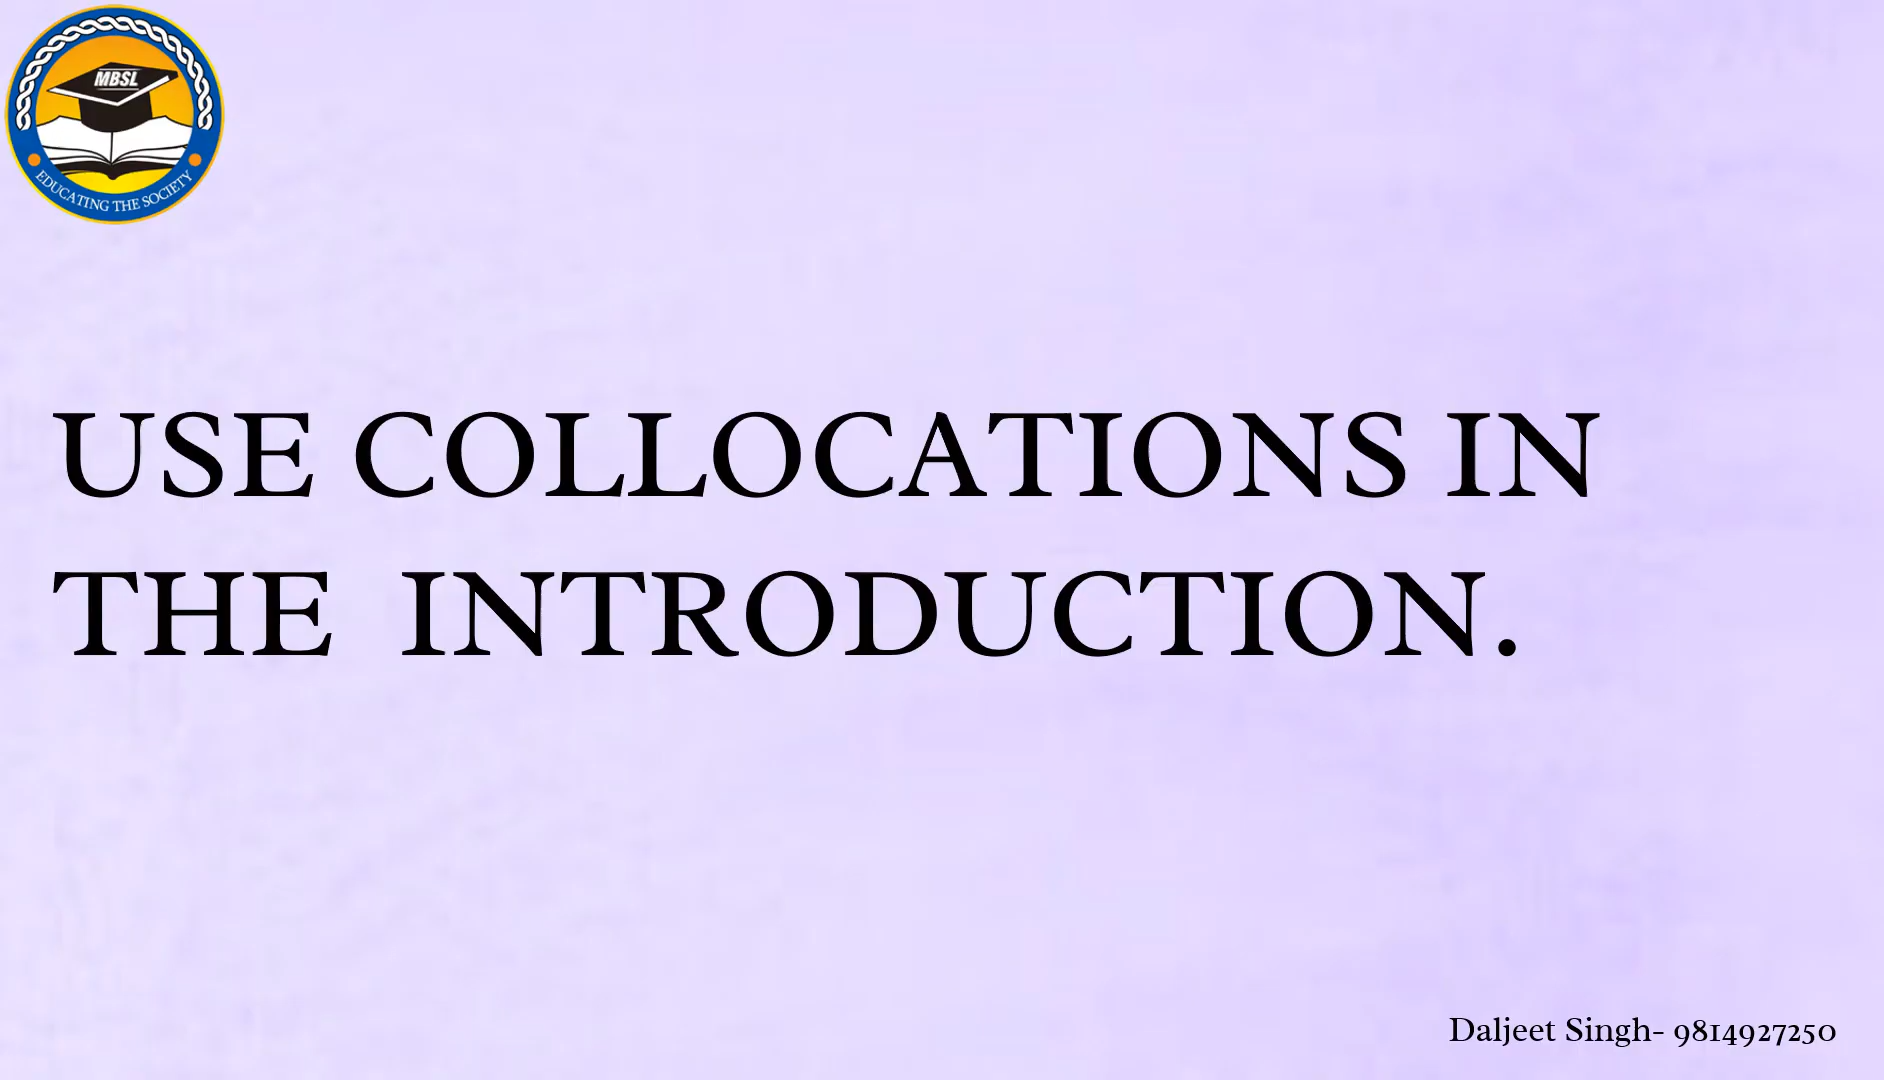 MBSL
EDUCATING THE SOCIETY
USE COLLOCATIONS IN
THE INTRODUCTION.
Daljeet Singh- 9814927250